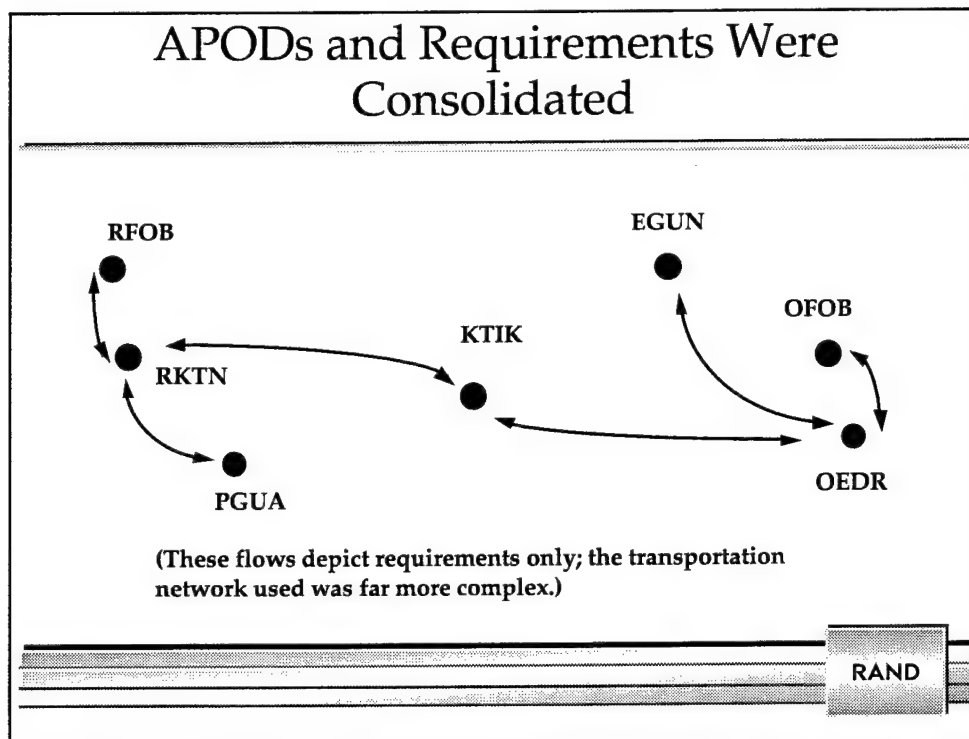 APODs and Requirements Were
Consolidated
RFOB
EGUN
OFOB
KTIK
RKTN
OEDR
PGUA
(These flows depict requirements only; the transportation
network used was far more complex.)
RAND